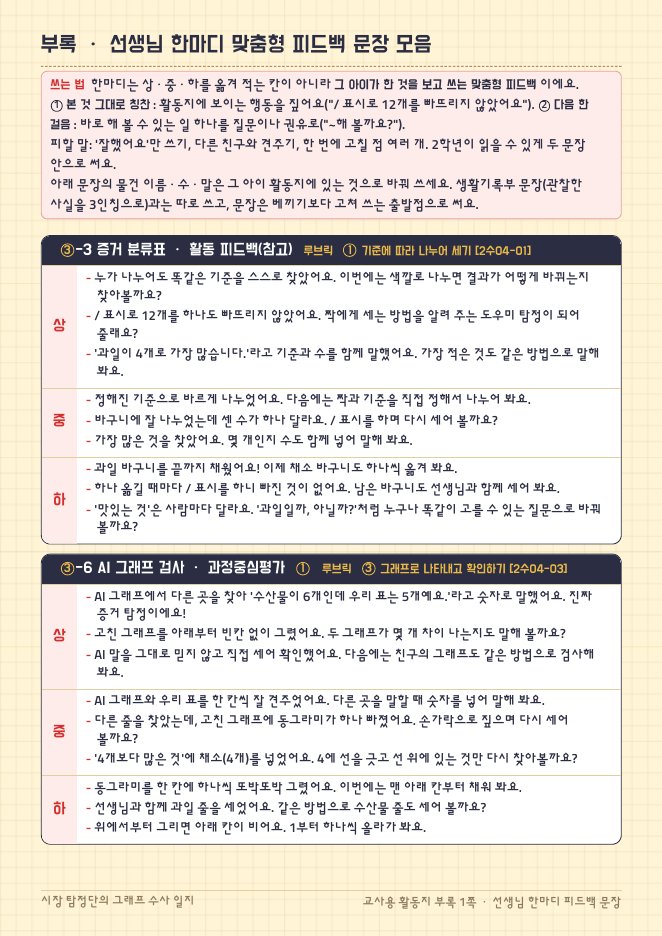 부록 · 선생님 한마디 맞춤형 피드백 문장 모음
쓰는 법 한마디는 상 · 중 · 하를 옮겨 적는 칸이 아니라 그 아이가 한 것을 보고 쓰는 맞춤형 피드백 이에요.
① 본 것 그대로 칭찬 : 활동지에 보이는 행동을 짚어요("/ 표시로 12개를 빠뜨리지 않았어요"). ② 다음 한
걸음 : 바로 해 볼 수 있는 일 하나를 질문이나 권유로("~해 볼까요?").
피할 말: '잘했어요'만 쓰기, 다른 친구와 견주기, 한 번에 고칠 점 여러 개. 2학년이 읽을 수 있게 두 문장
안으로 써요.
아래 문장의 물건 이름 · 수 · 말은 그 아이 활동지에 있는 것으로 바꿔 쓰세요. 생활기록부 문장(관찰한
사실을 3인칭으로)과는 따로 쓰고, 문장은 베끼기보다 고쳐 쓰는 출발점으로 써요.
③-3 증거 분류표 · 활동 피드백(참고) 루브릭 ① 기준에 따라 나누어 세기 [2수04-01]
상
- 누가 나누어도 똑같은 기준을 스스로 찾았어요. 이번에는 색깔로 나누면 결과가 어떻게 바뀌는지
찾아볼까요?
- / 표시로 12개를 하나도 빠뜨리지 않았어요. 짝에게 세는 방법을 알려 주는 도우미 탐정이 되어
줄래요?
- '과일이 4개로 가장 많습니다.'라고 기준과 수를 함께 말했어요. 가장 적은 것도 같은 방법으로 말해
봐요.
중
- 정해진 기준으로 바르게 나누었어요. 다음에는 짝과 기준을 직접 정해서 나누어 봐요.
- 바구니에 잘 나누었는데 센 수가 하나 달라요. / 표시를 하며 다시 세어 볼까요?
- 가장 많은 것을 찾았어요. 몇 개인지 수도 함께 넣어 말해 봐요.
하
- 과일 바구니를 끝까지 채웠어요! 이제 채소 바구니도 하나씩 옮겨 봐요.
- 하나 옮길 때마다 / 표시를 하니 빠진 것이 없어요. 남은 바구니도 선생님과 함께 세어 봐요.
- '맛있는 것'은 사람마다 달라요. '과일일까, 아닐까?'처럼 누구나 똑같이 고를 수 있는 질문으로 바꿔
볼까요?
③-6 AI 그래프 검사 · 과정중심평가 ① 루브릭 ③ 그래프로 나타내고 확인하기 [2수04-03]
상
- AI 그래프에서 다른 곳을 찾아 '수산물이 6개인데 우리 표는 5개예요.'라고 숫자로 말했어요. 진짜
증거 탐정이에요!
- 고친 그래프를 아래부터 빈칸 없이 그렸어요. 두 그래프가 몇 개 차이 나는지도 말해 볼까요?
- AI 말을 그대로 믿지 않고 직접 세어 확인했어요. 다음에는 친구의 그래프도 같은 방법으로 검사해
봐요.
중
- AI 그래프와 우리 표를 한 칸씩 잘 견주었어요. 다른 곳을 말할 때 숫자를 넣어 말해 봐요.
- 다른 줄을 찾았는데, 고친 그래프에 동그라미가 하나 빠졌어요. 손가락으로 짚으며 다시 세어
볼까요?
- '4개보다 많은 것'에 채소(4개)를 넣었어요. 4에 선을 긋고 선 위에 있는 것만 다시 찾아볼까요?
하
- 동그라미를 한 칸에 하나씩 또박또박 그렸어요. 이번에는 맨 아래 칸부터 채워 봐요.
- 선생님과 함께 과일 줄을 세었어요. 같은 방법으로 수산물 줄도 세어 볼까요?
- 위에서부터 그리면 아래 칸이 비어요. 1부터 하나씩 올라가 봐요.
시장 탐정단의 그래프 수사 일지
교사용 활동지 부록 1쪽 · 선생님 한마디 피드백 문장